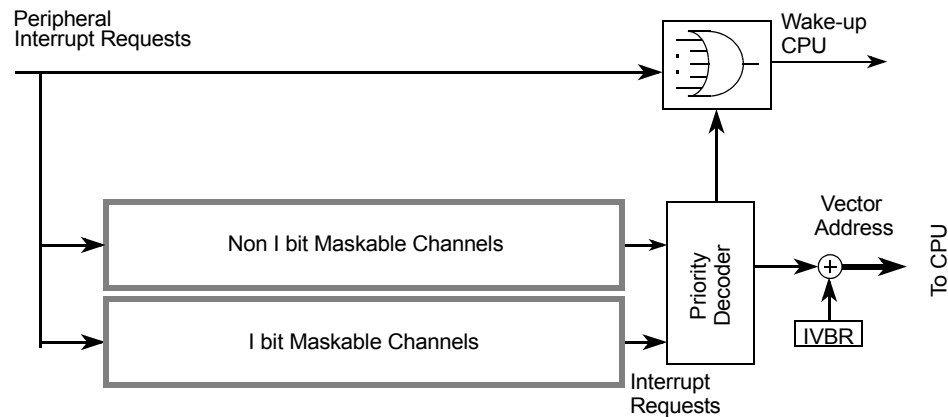 Peripheral
Interrupt Requests
Wake-up
CPU
Non I bit Maskable Channels
I bit Maskable Channels
Priority
Decoder
Interrupt
Requests
Vector
Address
IVBR
To CPU